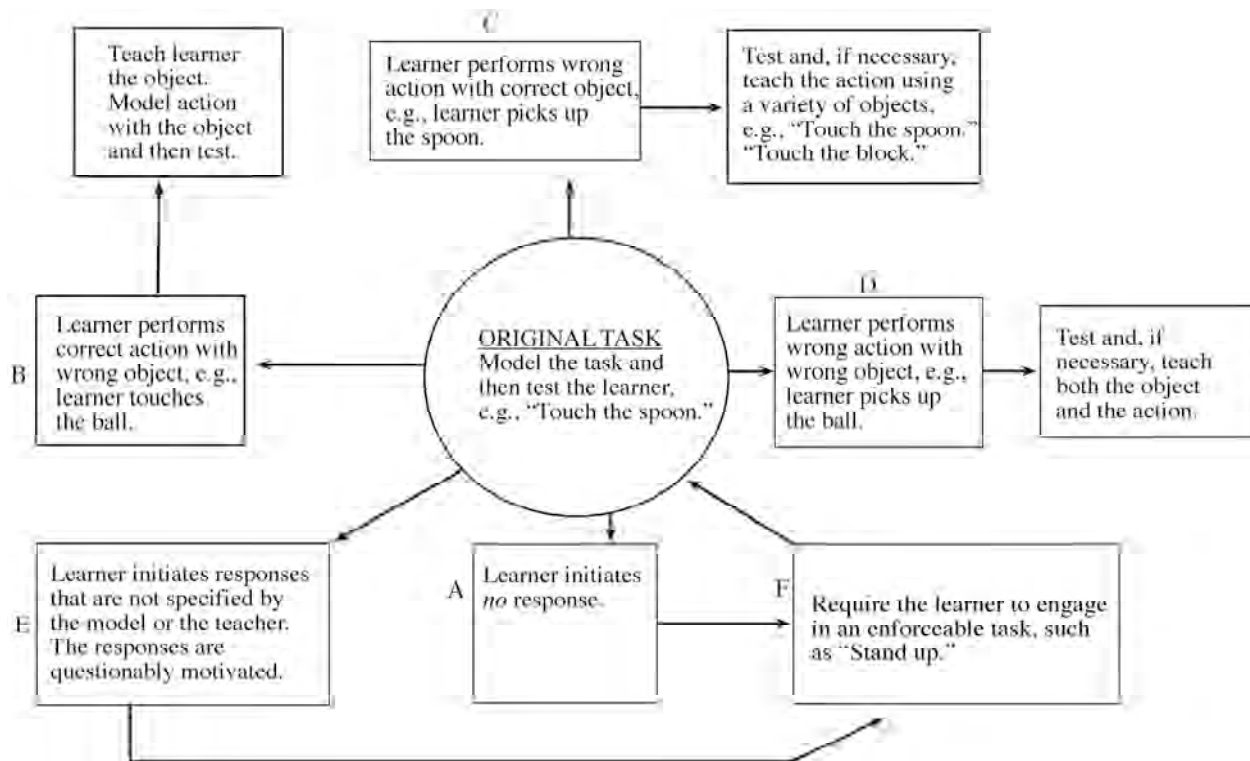 C
Teach learner
the object.
Model action
with the object
and then test.
Learner performs wrong
action with correct object,
e.g., learner picks up
the spoon.
Test and, if necessary,
teach the action using
a variety of objects,
e.g., “Touch the spoon.”
“Touch the block.”
B
Learner performs
correct action with
wrong object, e.g.,
learner touches
the ball.
ORIGINAL TASK
Model the task and
then test the learner,
e.g., “Touch the spoon.”
D
Learner performs
wrong action with
wrong object, e.g.,
learner picks up
the ball.
Test and, if
necessary, teach
both the object
and the action.
E
Learner initiates responses
that are not specified by
the model or the teacher.
The responses are
questionably motivated.
A
Learner initiates
no response.
F
Require the learner to engage
in an enforceable task, such
as “Stand up.”